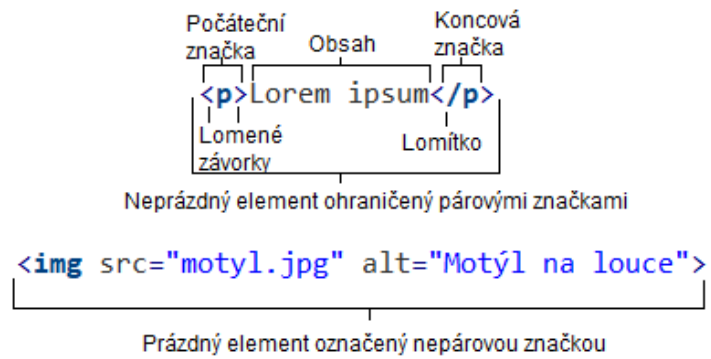 Počáteční značka
Obsah
Koncová značka
<p>Lorem ipsum</p>
Lomené závorky
Lomítko
Neprázdný element ohraničený párovými značkami
<img src="motyl.jpg" alt="Motýl na louce">
Prázdný element označený nepárovou značkou